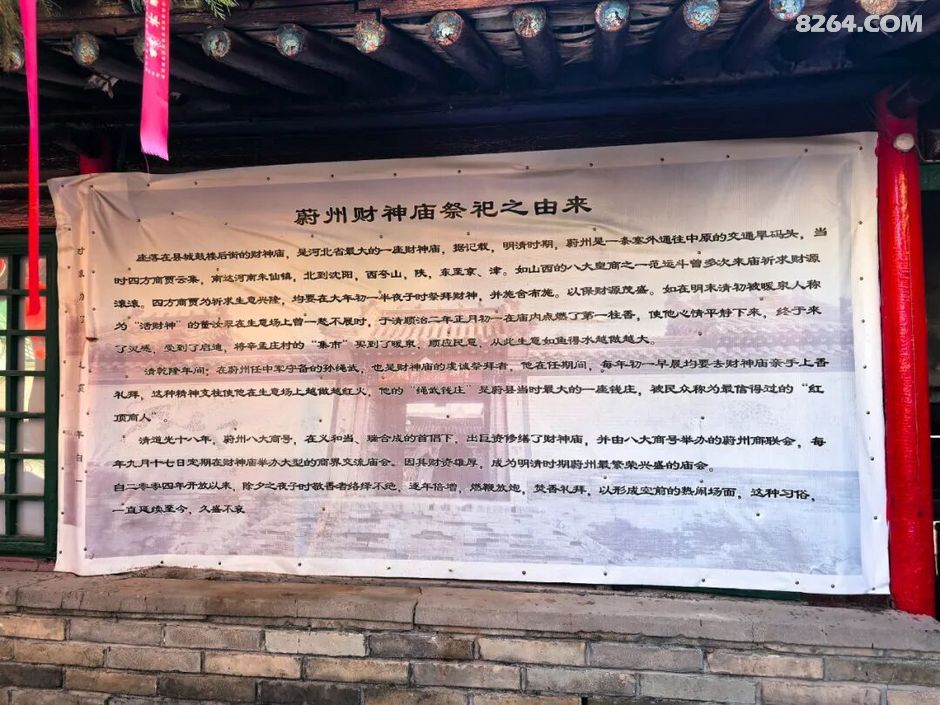 8264.COM
蔚州财神庙祭祀之由来
座落在县城鼓楼后街的财神庙，是河北省最大的一座财神庙，据记载，明清时期，蔚州是一条塞外通往中原的交通旱码头，当
时四方商贾云集，南达河南朱仙镇，北到沈阳，西夸山，陕，东至京、津。如山西的八大皇商之一范运斗曾多次来庙祈求财源
滚滚。四方商贾为祈求生意兴隆，均要在大年初一半夜子时祭拜财神，并施舍布施。以保财源茂盛。如在明末清初被暖泉人称
为“活财神”的董汝翠在生意场上曾一愁不展时，于清顺治二年正月初一在庙内点燃了第一柱香，使他心情平静下来，终于来
了灵感，受到了启迪，将辛孟庄村的“集市”买到了暖泉，顺应民意，从此生意如鱼得水越做越大。
清乾隆年间，在蔚州任中军守备的孙绳武，也是财神庙的虔诚祭拜者，他在任期间，每年初一早晨均要去财神庙亲手上香
礼拜，这种精神支柱使他在生意场上越做越红火，他的“绳武钱庄”是蔚县当时最大的一座钱庄，被民众称为最信得过的“红
顶商人”。
清道光十八年，蔚州八大商号，在义和当、瑞合成的首倡下，出巨资修缮了财神庙，并由八大商号举办的蔚州商联会，每
年九月十七日定期在财神庙举办大型的商界交流庙会。因其财资雄厚，成为明清时期蔚州最繁荣兴盛的庙会。
自二零零四年开放以来，除夕之夜子时敬香者络绎不绝，逐年倍增，燃鞭放炮，焚香礼拜，以形成空前的热闹场面，这种习俗，
一直延续至今，久盛不衰